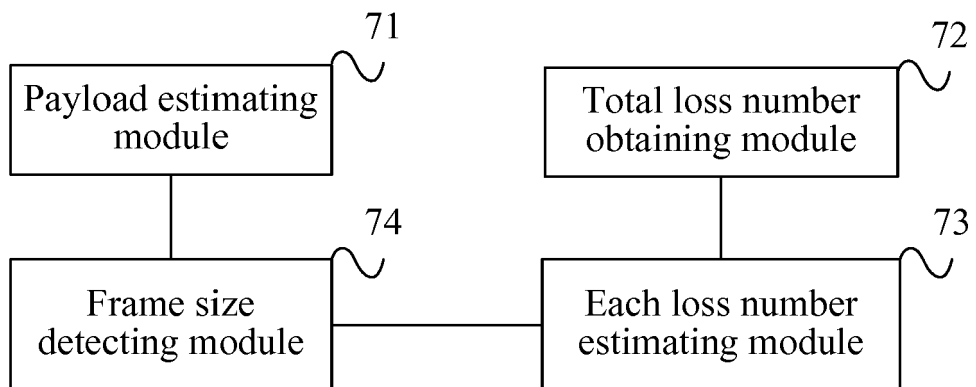 71
Payload estimating
module
72
Total loss number
obtaining module
74
Frame size
detecting module
73
Each loss number
estimating module